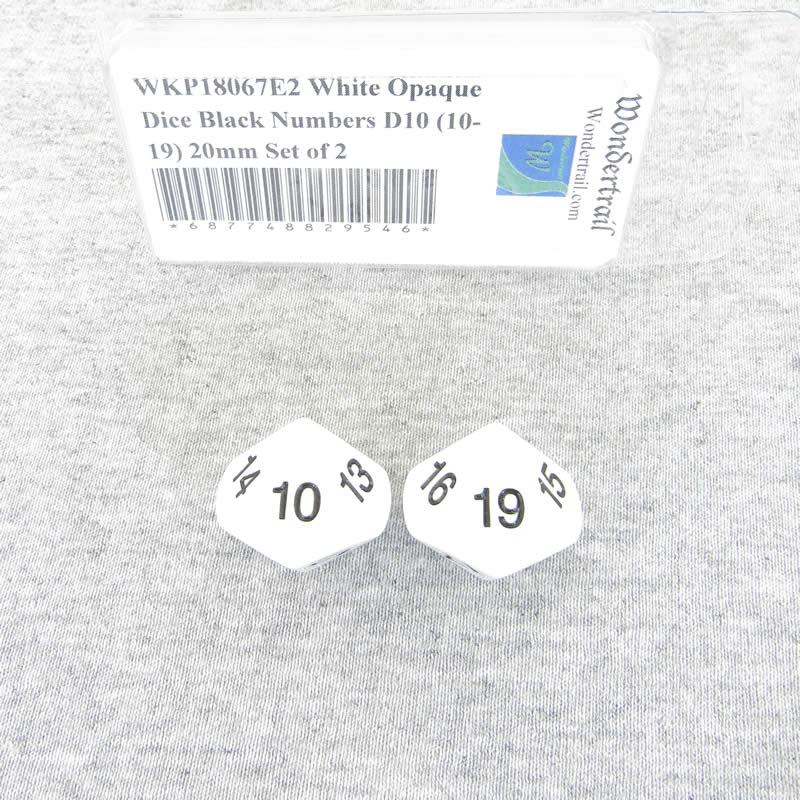 WKP18067E2 White Opaque
Dice Black Numbers D10 (10-
19) 20mm Set of 2
*687748829546*
Wondertrail
Wondertrail.com
W
Wondertrail
14 10 13
16 19 15